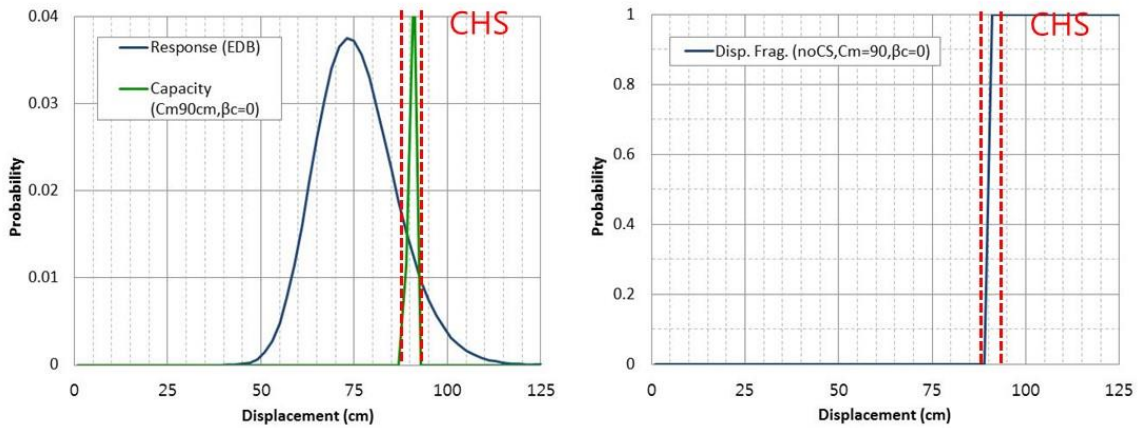 0.04
CHS
Response (EDB)
Capacity
(Cm90cm,βc=0)
0.03
0.02
0.01
0
Probability
0
25
50
75
100
125
Displacement (cm)
1
CHS
Disp. Frag. (noCS,Cm=90,βc=0)
0.8
0.6
0.4
0.2
0
Probability
0
25
50
75
100
125
Displacement (cm)